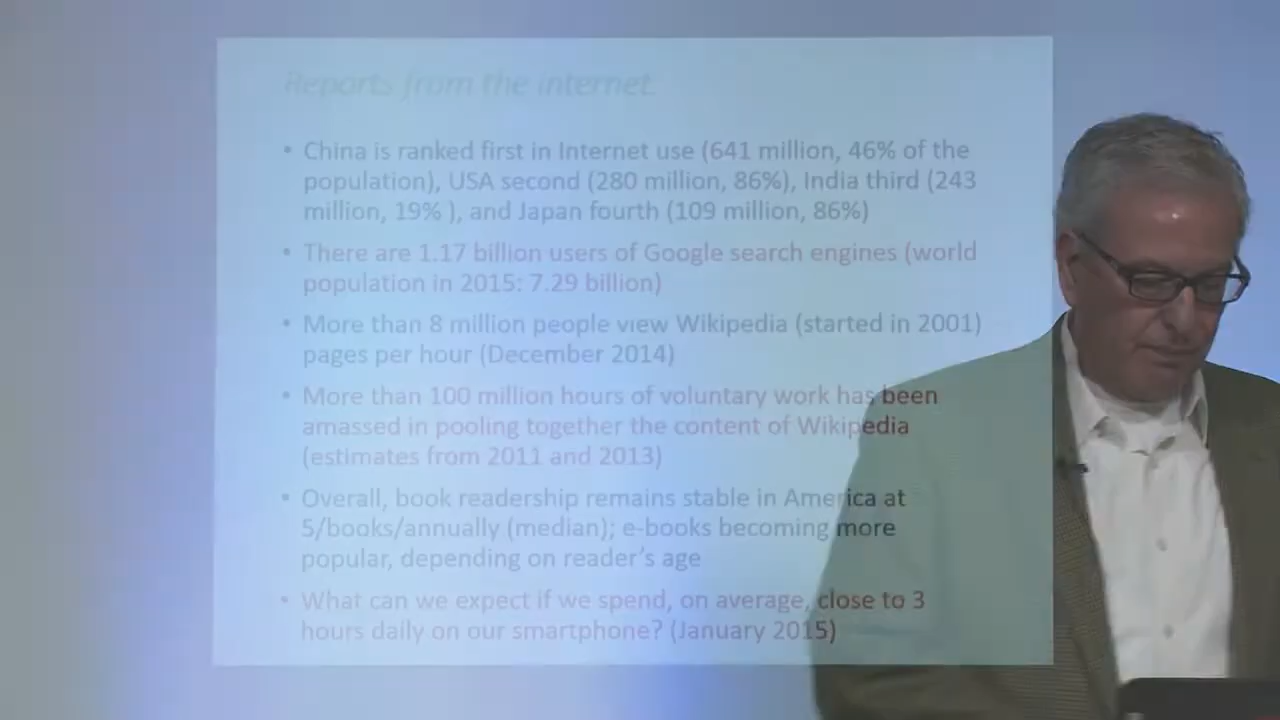 Reports from the internet.
• China is ranked first in Internet use (641 million, 46% of the
population), USA second (280 million, 86%), India third (243
million, 19% ), and Japan fourth (109 million, 86%)
• There are 1.17 billion users of Google search engines (world
population in 2015: 7.29 billion)
• More than 8 million people view Wikipedia (started in 2001)
pages per hour (December 2014)
• More than 100 million hours of voluntary work has been
amassed in pooling together the content of Wikipedia
(estimates from 2011 and 2013)
• Overall, book readership remains stable in America at
5/books/annually (median); e-books becoming more
popular, depending on reader's age
• What can we expect if we spend, on average, close to 3
hours daily on our smartphone? (January 2015)